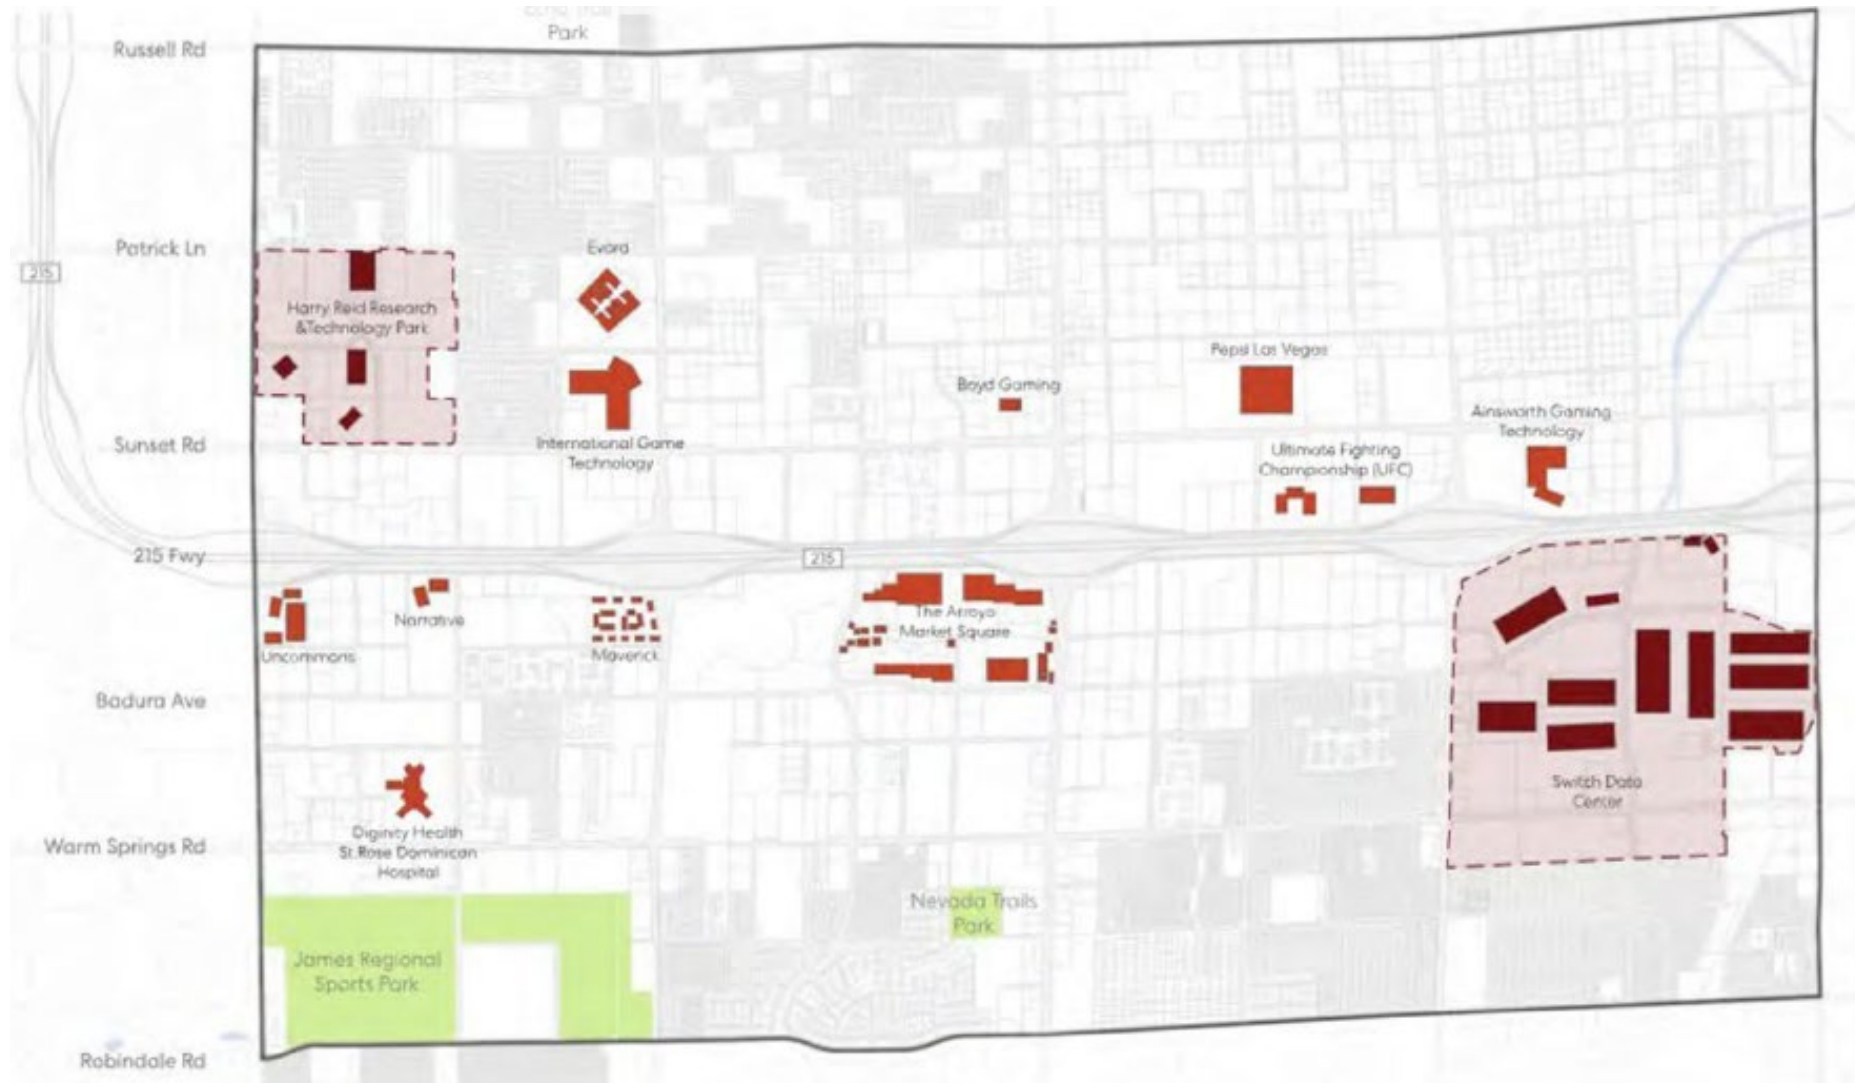 Park
Russell Rd
Patrick Ln
215
Evora
Harry Reid Research
&Technology Park
Pepsi Las Vegas
Boyd Gaming
Ainsworth Gaming
Technology
Sunset Rd
International Game
Technology
Ultimate Fighting
Championship (UFC)
215 Fwy
215
Narrative
The Arroyo
Market Square
Uncommons
Maverick
Badura Ave
Switch Data
Center
Diginity Health
St.Rose Dominican
Hospital
Warm Springs Rd
Nevada Trails
Park
James Regional
Sports Park
Robindale Rd